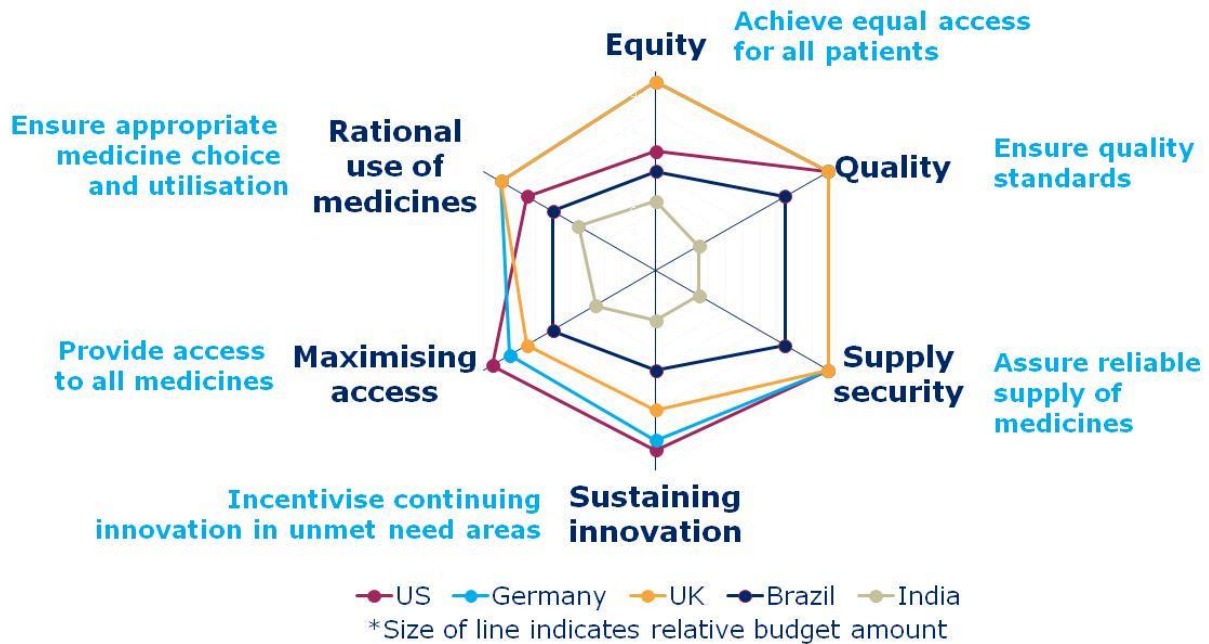 Equity
Achieve equal access
for all patients
Ensure appropriate
medicine choice
and utilisation
Rational
use of
medicines
Quality
Ensure quality
standards
Provide access
to all medicines
Maximising
access
Supply
security
Assure reliable
supply of
medicines
Incentivise continuing
innovation in unmet need areas
Sustaining
innovation
US Germany UK Brazil India
*Size of line indicates relative budget amount